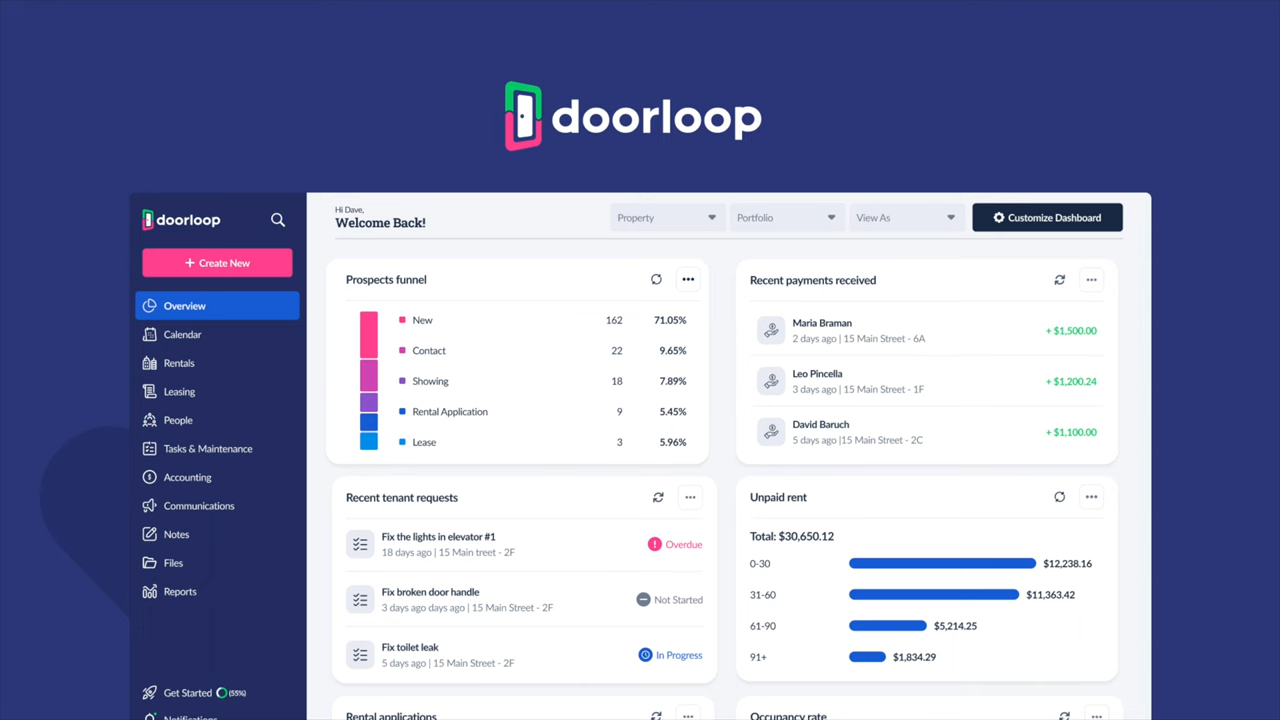 doorloop
doorloop
+ Create New
Overview
Calendar
Rentals
Leasing
People
Tasks & Maintenance
Accounting
Communications
Notes
Files
Reports
Get Started (55%)
Notifications
Hi Dave,
Welcome Back!
Property
Portfolio
View As
Customize Dashboard
Prospects funnel
New 162 71.05%
Contact 22 9.65%
Showing 18 7.89%
Rental Application 9 5.45%
Lease 3 5.96%
Recent payments received
Maria Braman
2 days ago | 15 Main Street - 6A
+ $1,500.00
Leo Pincella
3 days ago | 15 Main Street - 1F
+ $1,200.24
David Baruch
5 days ago |15 Main Street - 2C
+ $1,100.00
Recent tenant requests
Fix the lights in elevator #1
18 days ago | 15 Main treet - 2F
Overdue
Fix broken door handle
3 days ago days ago | 15 Main Street - 2F
Not Started
Fix toilet leak
5 days ago | 15 Main Street - 2F
In Progress
Unpaid rent
Total: $30,650.12
0-30 $12,238.16
31-60 $11,363.42
61-90 $5,214.25
91+ $1,834.29
Rental applications
Occupancy rate